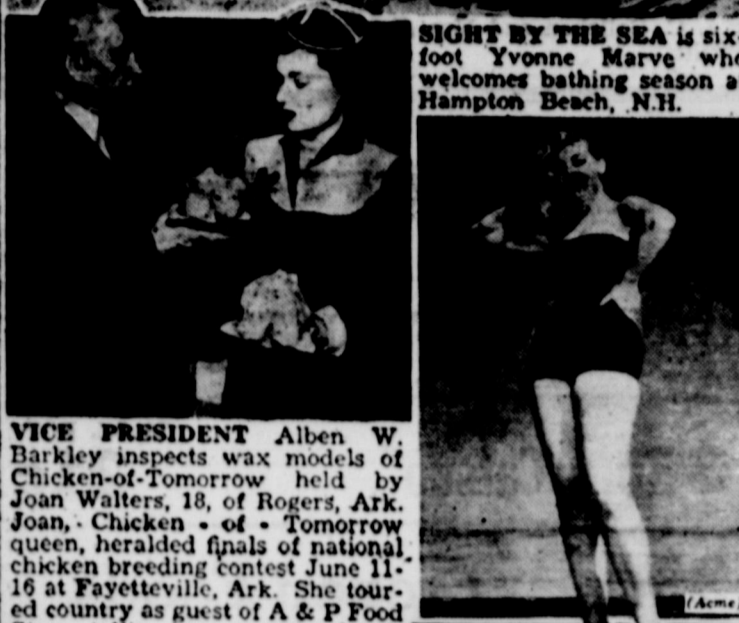 SIGHT BY THE SEA is six-
foot Yvonne Marve who
welcomes bathing season a
Hampton Beach, N.H.
(Acme)
VICE PRESIDENT Alben W.
Barkley inspects wax models of
Chicken-of-Tomorrow held by
Joan Walters, 18, of Rogers, Ark.
Joan, Chicken - of - Tomorrow
queen, heralded finals of national
chicken breeding contest June 11-
16 at Fayetteville, Ark. She tour-
ed country as guest of A & P Food